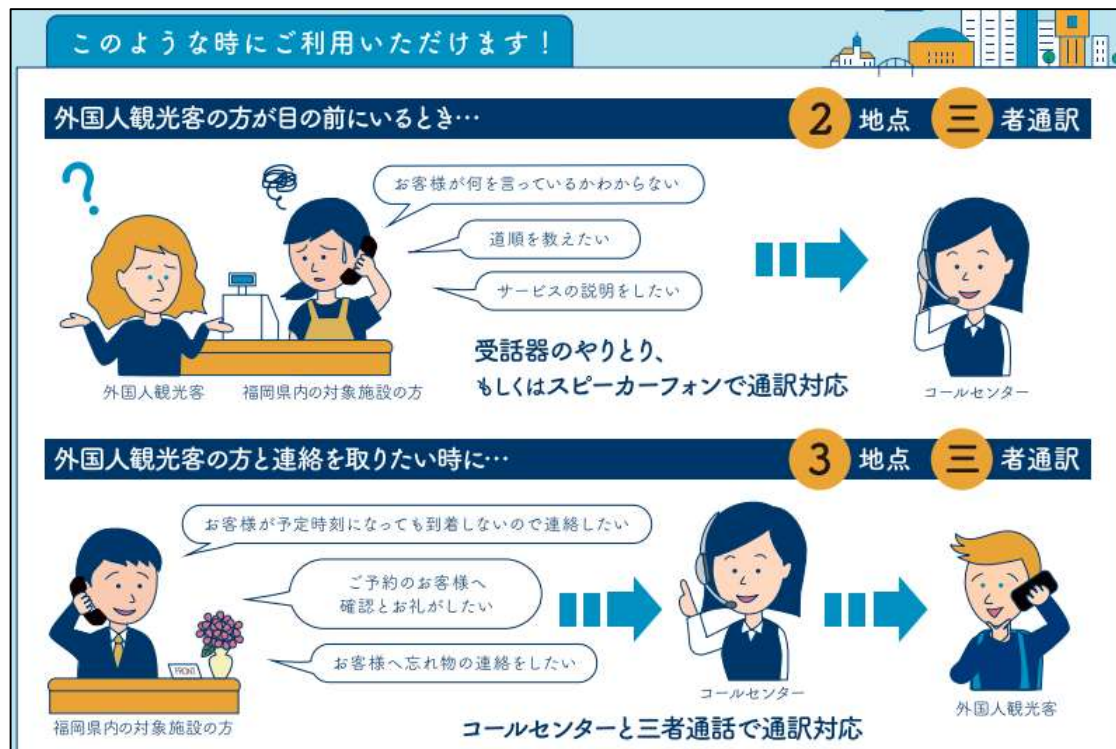 このような時にご利用いただけます！
外国人観光客の方が目の前にいるとき… 2 地点 三 者通訳
?
お客様が何を言っているかわからない
道順を教えたい
サービスの説明をしたい
受話器のやりとり、
もしくはスピーカーフォンで通訳対応
外国人観光客
福岡県内の対象施設の方
コールセンター
外国人観光客の方と連絡を取りたい時に… 3 地点 三 者通訳
お客様が予定時刻になっても到着しないので連絡したい
ご予約のお客様へ
確認とお礼がしたい
お客様へ忘れ物の連絡をしたい
FRONT
福岡県内の対象施設の方
コールセンター
外国人観光客
コールセンターと三者通話で通訳対応